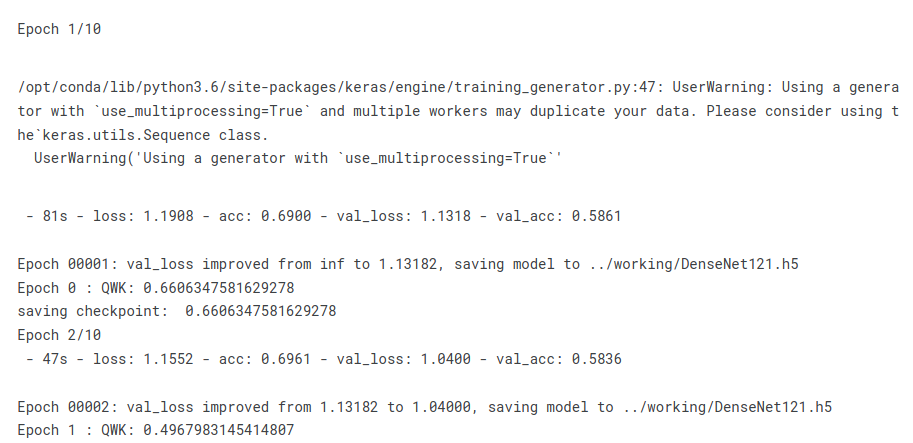 Epoch 1/10
/opt/conda/lib/python3.6/site-packages/keras/engine/training_generator.py:47: UserWarning: Using a genera
tor with `use_multiprocessing=True` and multiple workers may duplicate your data. Please consider using t
he`keras.utils.Sequence class.
  UserWarning('Using a generator with `use_multiprocessing=True`'
 - 81s - loss: 1.1908 - acc: 0.6900 - val_loss: 1.1318 - val_acc: 0.5861
Epoch 00001: val_loss improved from inf to 1.13182, saving model to ../working/DenseNet121.h5
Epoch 0 : QWK: 0.6606347581629278
saving checkpoint:  0.6606347581629278
Epoch 2/10
 - 47s - loss: 1.1552 - acc: 0.6961 - val_loss: 1.0400 - val_acc: 0.5836
Epoch 00002: val_loss improved from 1.13182 to 1.04000, saving model to ../working/DenseNet121.h5
Epoch 1 : QWK: 0.4967983145414807